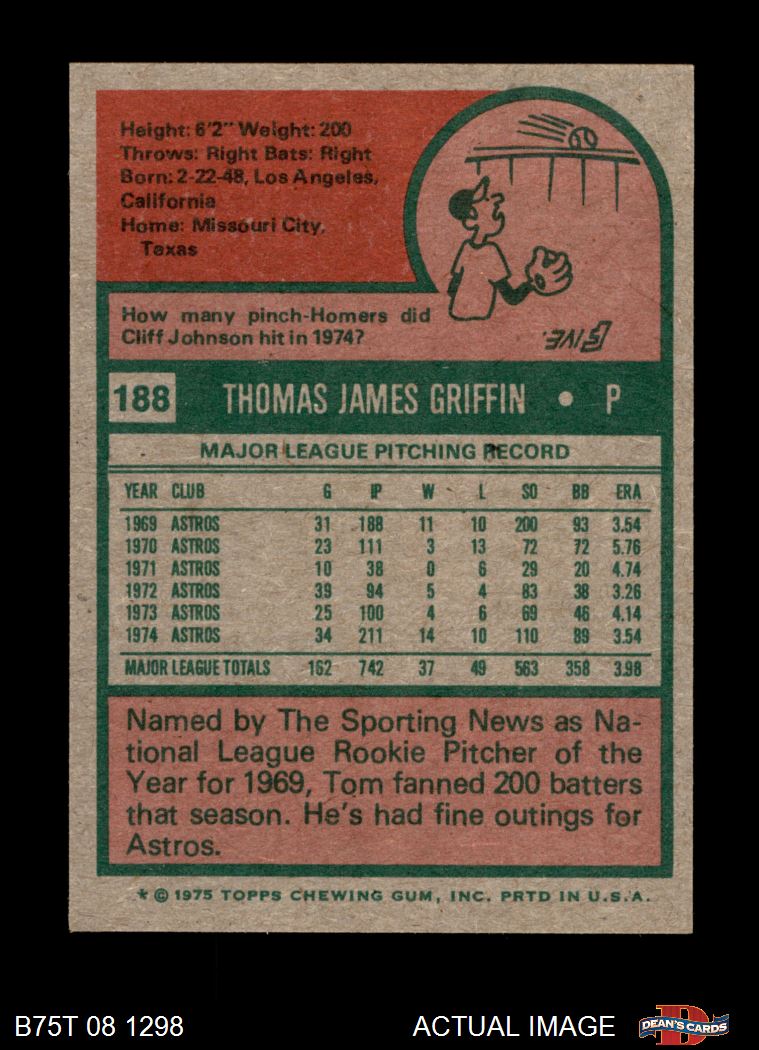 Height: 6'2" Weight: 200
Throws: Right Bats: Right
Born: 2-22-48, Los Angeles,
California
Home: Missouri City,
Texas
How many pinch-Homers did
Cliff Johnson hit in 1974?
FIVE.
188 THOMAS JAMES GRIFFIN • P
MAJOR LEAGUE PITCHING RECORD
YEAR CLUB G IP W L SO BB ERA
1969 ASTROS 31 188 11 10 200 93 3.54
1970 ASTROS 23 111 3 13 72 72 5.76
1971 ASTROS 10 38 0 6 29 20 4.74
1972 ASTROS 39 94 5 4 83 38 3.26
1973 ASTROS 25 100 4 6 69 46 4.14
1974 ASTROS 34 211 14 10 110 89 3.54
MAJOR LEAGUE TOTALS 162 742 37 49 563 358 3.98
Named by The Sporting News as Na-
tional League Rookie Pitcher of the
Year for 1969, Tom fanned 200 batters
that season. He's had fine outings for
Astros.
* © 1975 TOPPS CHEWING GUM, INC. PRTD IN U.S.A.
B75T 08 1298 ACTUAL IMAGE
D
DEAN'S CARDS